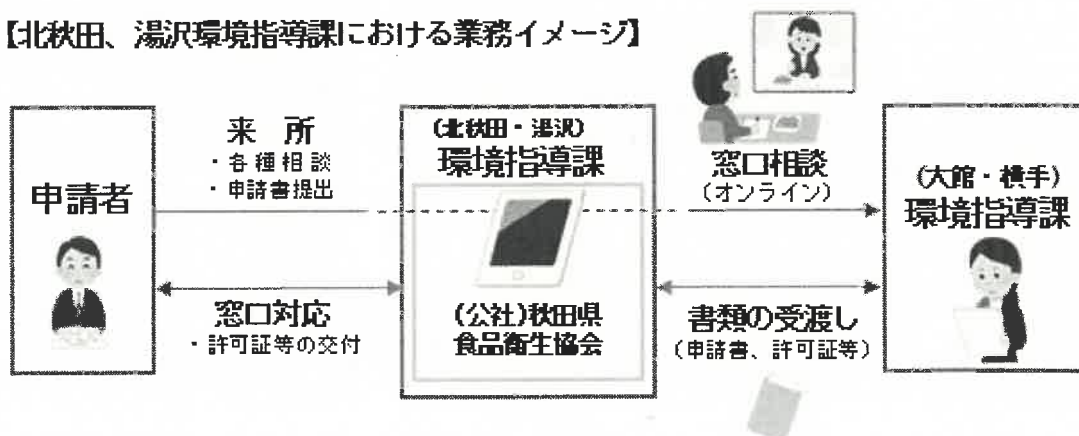 【北秋田、湯沢環境指導課における業務イメージ】
申請者
来 所
・各種相談
・申請書提出
窓口対応
・許可証等の交付
(北秋田・湯沢)
環境指導課
(公社)秋田県
食品衛生協会
窓口相談
(オンライン)
書類の受渡し
(申請書、許可証等)
(大館・横手)
環境指導課